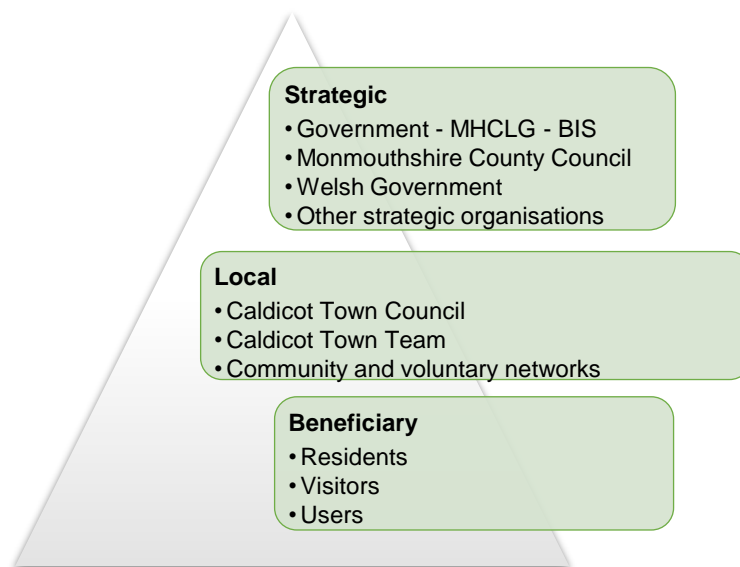 Strategic
• Government - MHCLG - BIS
• Monmouthshire County Council
• Welsh Government
• Other strategic organisations
Local
• Caldicot Town Council
• Caldicot Town Team
• Community and voluntary networks
Beneficiary
• Residents
• Visitors
• Users